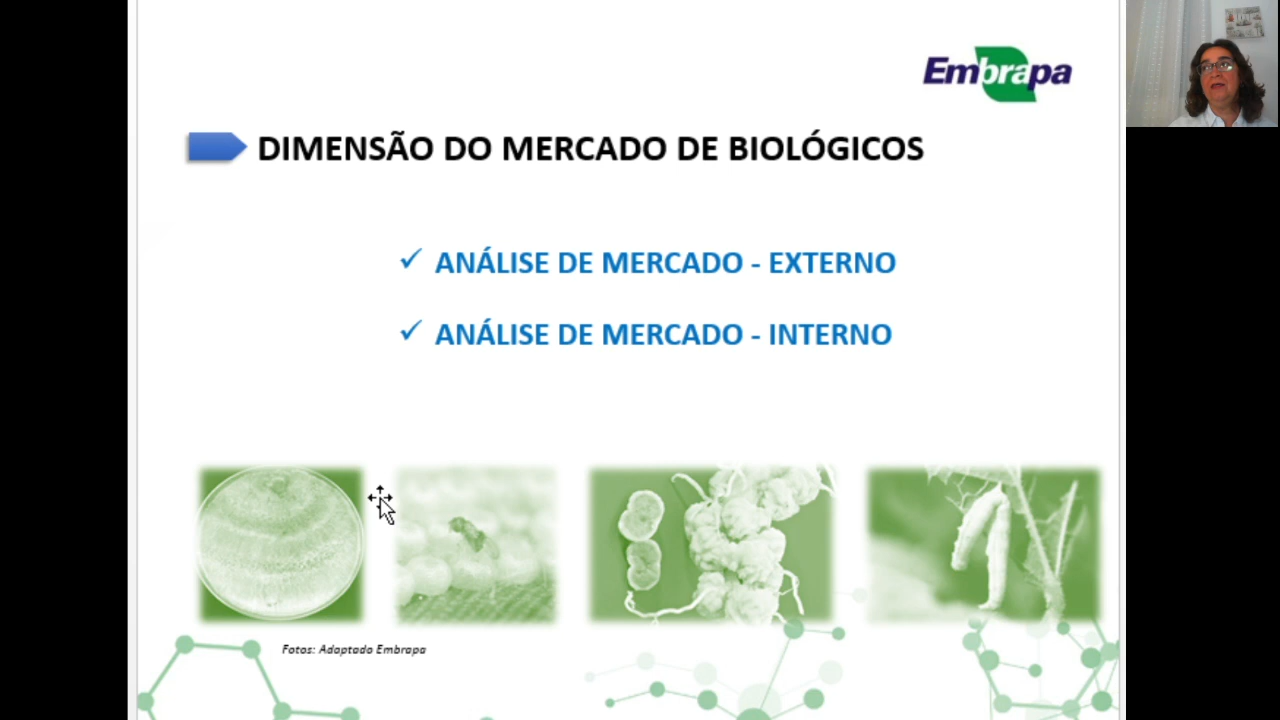 Embrapa
DIMENSÃO DO MERCADO DE BIOLÓGICOS
✓ ANÁLISE DE MERCADO - EXTERNO
✓ ANÁLISE DE MERCADO - INTERNO
Fotos: Adaptado Embrapa